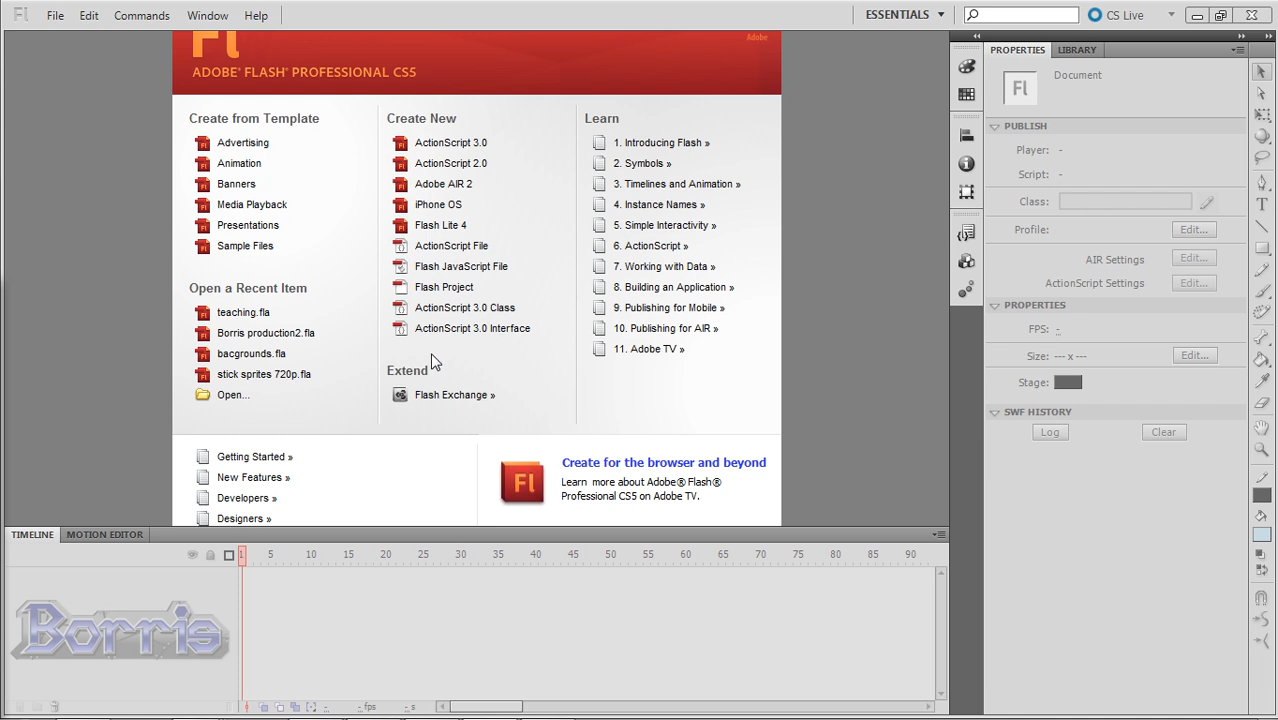 Fl File Edit Commands Window Help ESSENTIALS CS Live
Fl Adobe
ADOBE® FLASH® PROFESSIONAL CS5
Create from Template
Advertising
Animation
Banners
Media Playback
Presentations
Sample Files
Open a Recent Item
teaching.fla
Borris production2.fla
bacgrounds.fla
stick sprites 720p.fla
Open...
Create New
ActionScript 3.0
ActionScript 2.0
Adobe AIR 2
iPhone OS
Flash Lite 4
ActionScript File
Flash JavaScript File
Flash Project
ActionScript 3.0 Class
ActionScript 3.0 Interface
Extend
Flash Exchange »
Learn
1. Introducing Flash »
2. Symbols »
3. Timelines and Animation »
4. Instance Names »
5. Simple Interactivity »
6. ActionScript »
7. Working with Data »
8. Building an Application »
9. Publishing for Mobile »
10. Publishing for AIR »
11. Adobe TV »
Getting Started »
New Features »
Developers »
Designers »
Fl
Create for the browser and beyond
Learn more about Adobe® Flash®
Professional CS5 on Adobe TV.
PROPERTIES LIBRARY
Fl Document
PUBLISH
Player: -
Script: -
Class:
Profile: Edit...
AIR Settings Edit...
ActionScript Settings Edit...
PROPERTIES
FPS: -
Size: --- x --- Edit...
Stage:
SWF HISTORY
Log Clear
TIMELINE MOTION EDITOR
1 5 10 15 20 25 30 35 40 45 50 55 60 65 70 75 80 85 90
Borris
- - fps - s